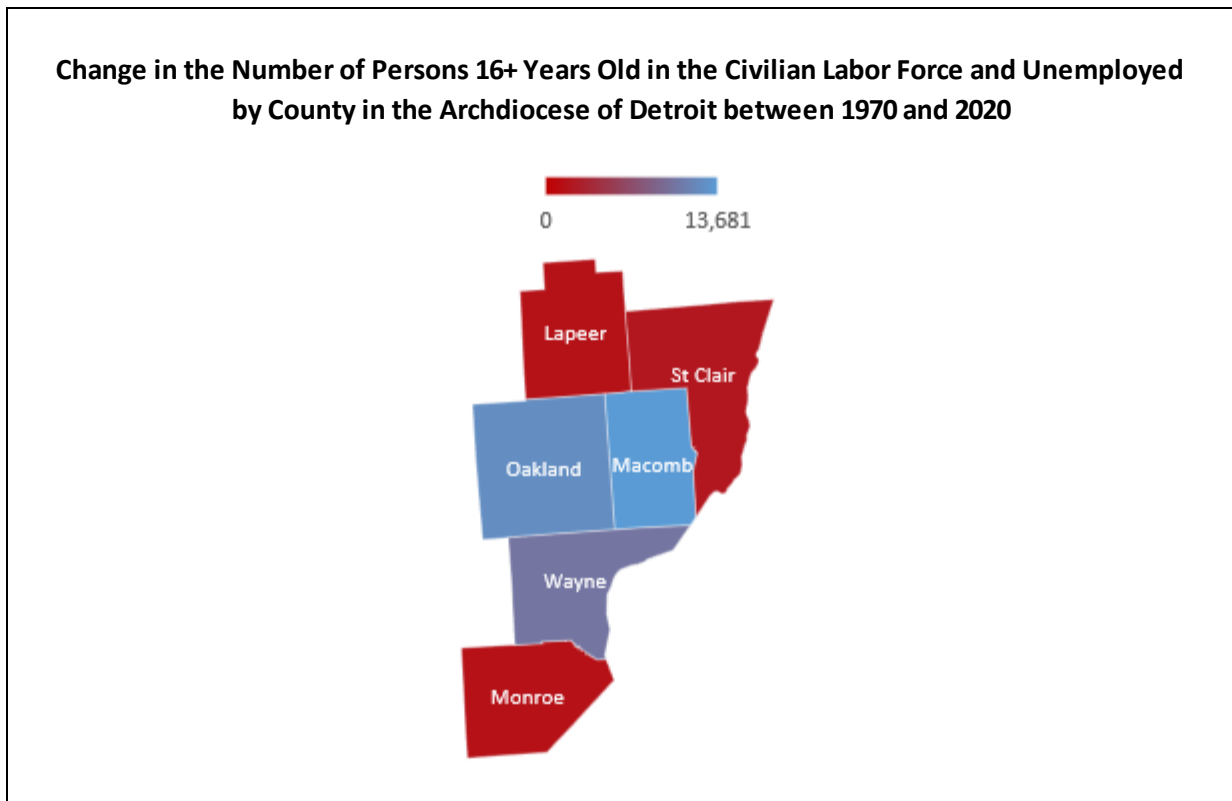 Change in the Number of Persons 16+ Years Old in the Civilian Labor Force and Unemployed
by County in the Archdiocese of Detroit between 1970 and 2020
0 13,681
Lapeer
St Clair
Oakland Macomb
Wayne
Monroe